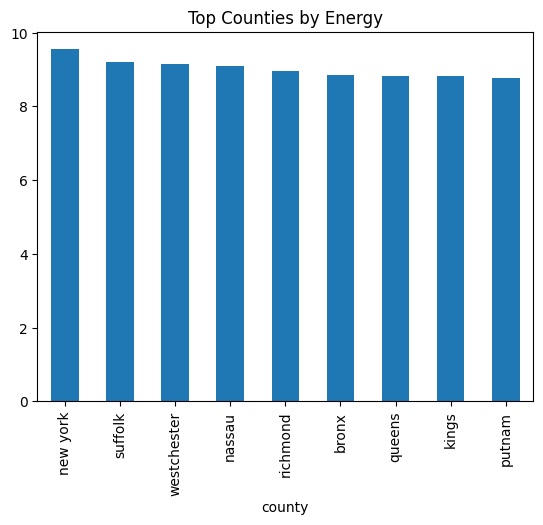 Top Counties by Energy
10
8
6
4
2
0
new york
suffolk
westchester
nassau
richmond
bronx
queens
kings
putnam
county